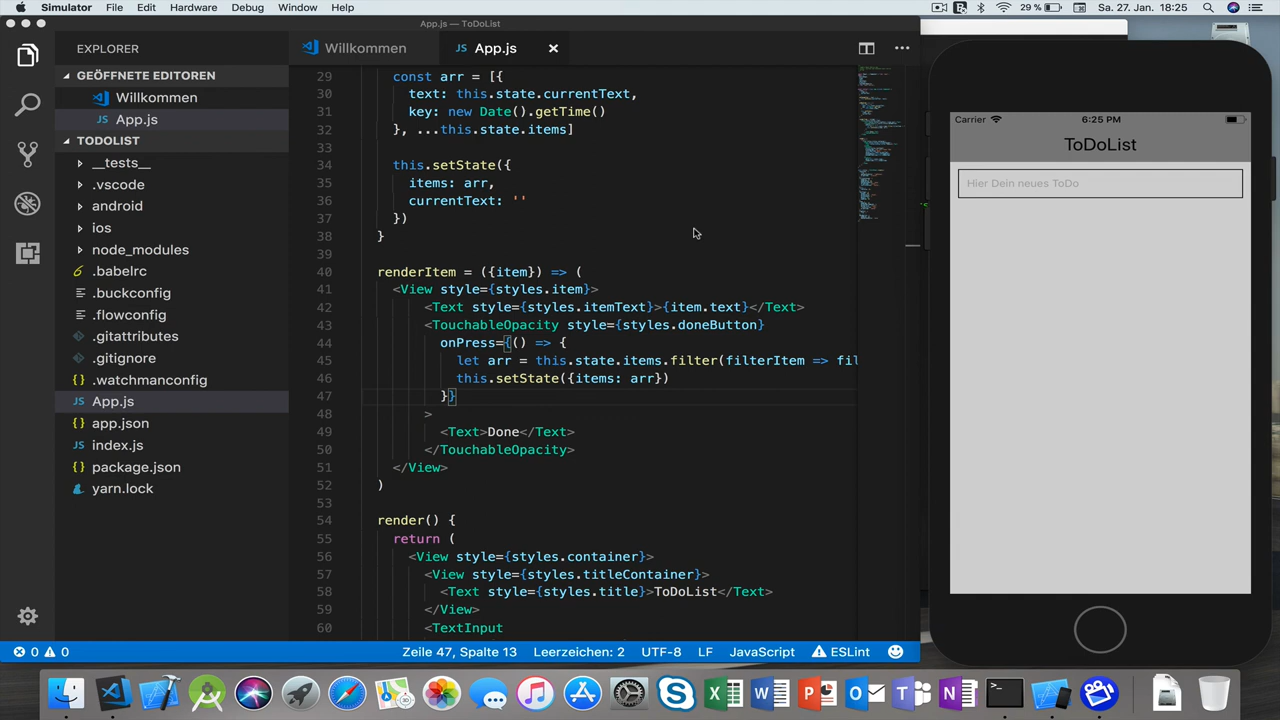 Simulator File Edit Hardware Debug Window Help 29 % Sa. 27. Jan. 18:25
App.js — ToDoList
EXPLORER
GEÖFFNETE EDITOREN
Willkommen
App.js
TODOLIST
__tests__
.vscode
android
ios
node_modules
.babelrc
.buckconfig
.flowconfig
.gitattributes
.gitignore
.watchmanconfig
App.js
app.json
index.js
package.json
yarn.lock
Willkommen
JS App.js
29 const arr = [{
30 text: this.state.currentText,
31 key: new Date().getTime()
32 }, ...this.state.items]
33
34 this.setState({
35 items: arr,
36 currentText: ''
37 })
38 }
39
40 renderItem = ({item}) => (
41 <View style={styles.item}>
42 <Text style={styles.itemText}>{item.text}</Text>
43 <TouchableOpacity style={styles.doneButton}
44 onPress={() => {
45 let arr = this.state.items.filter(filterItem => fil
46 this.setState({items: arr})
47 }}
48 >
49 <Text>Done</Text>
50 </TouchableOpacity>
51 </View>
52 )
53
54 render() {
55 return (
56 <View style={styles.container}>
57 <View style={styles.titleContainer}>
58 <Text style={styles.title}>ToDoList</Text>
59 </View>
60 <TextInput
0 0 Zeile 47, Spalte 13 Leerzeichen: 2 UTF-8 LF JavaScript ESLint
Carrier 6:25 PM
ToDoList
Hier Dein neues ToDo